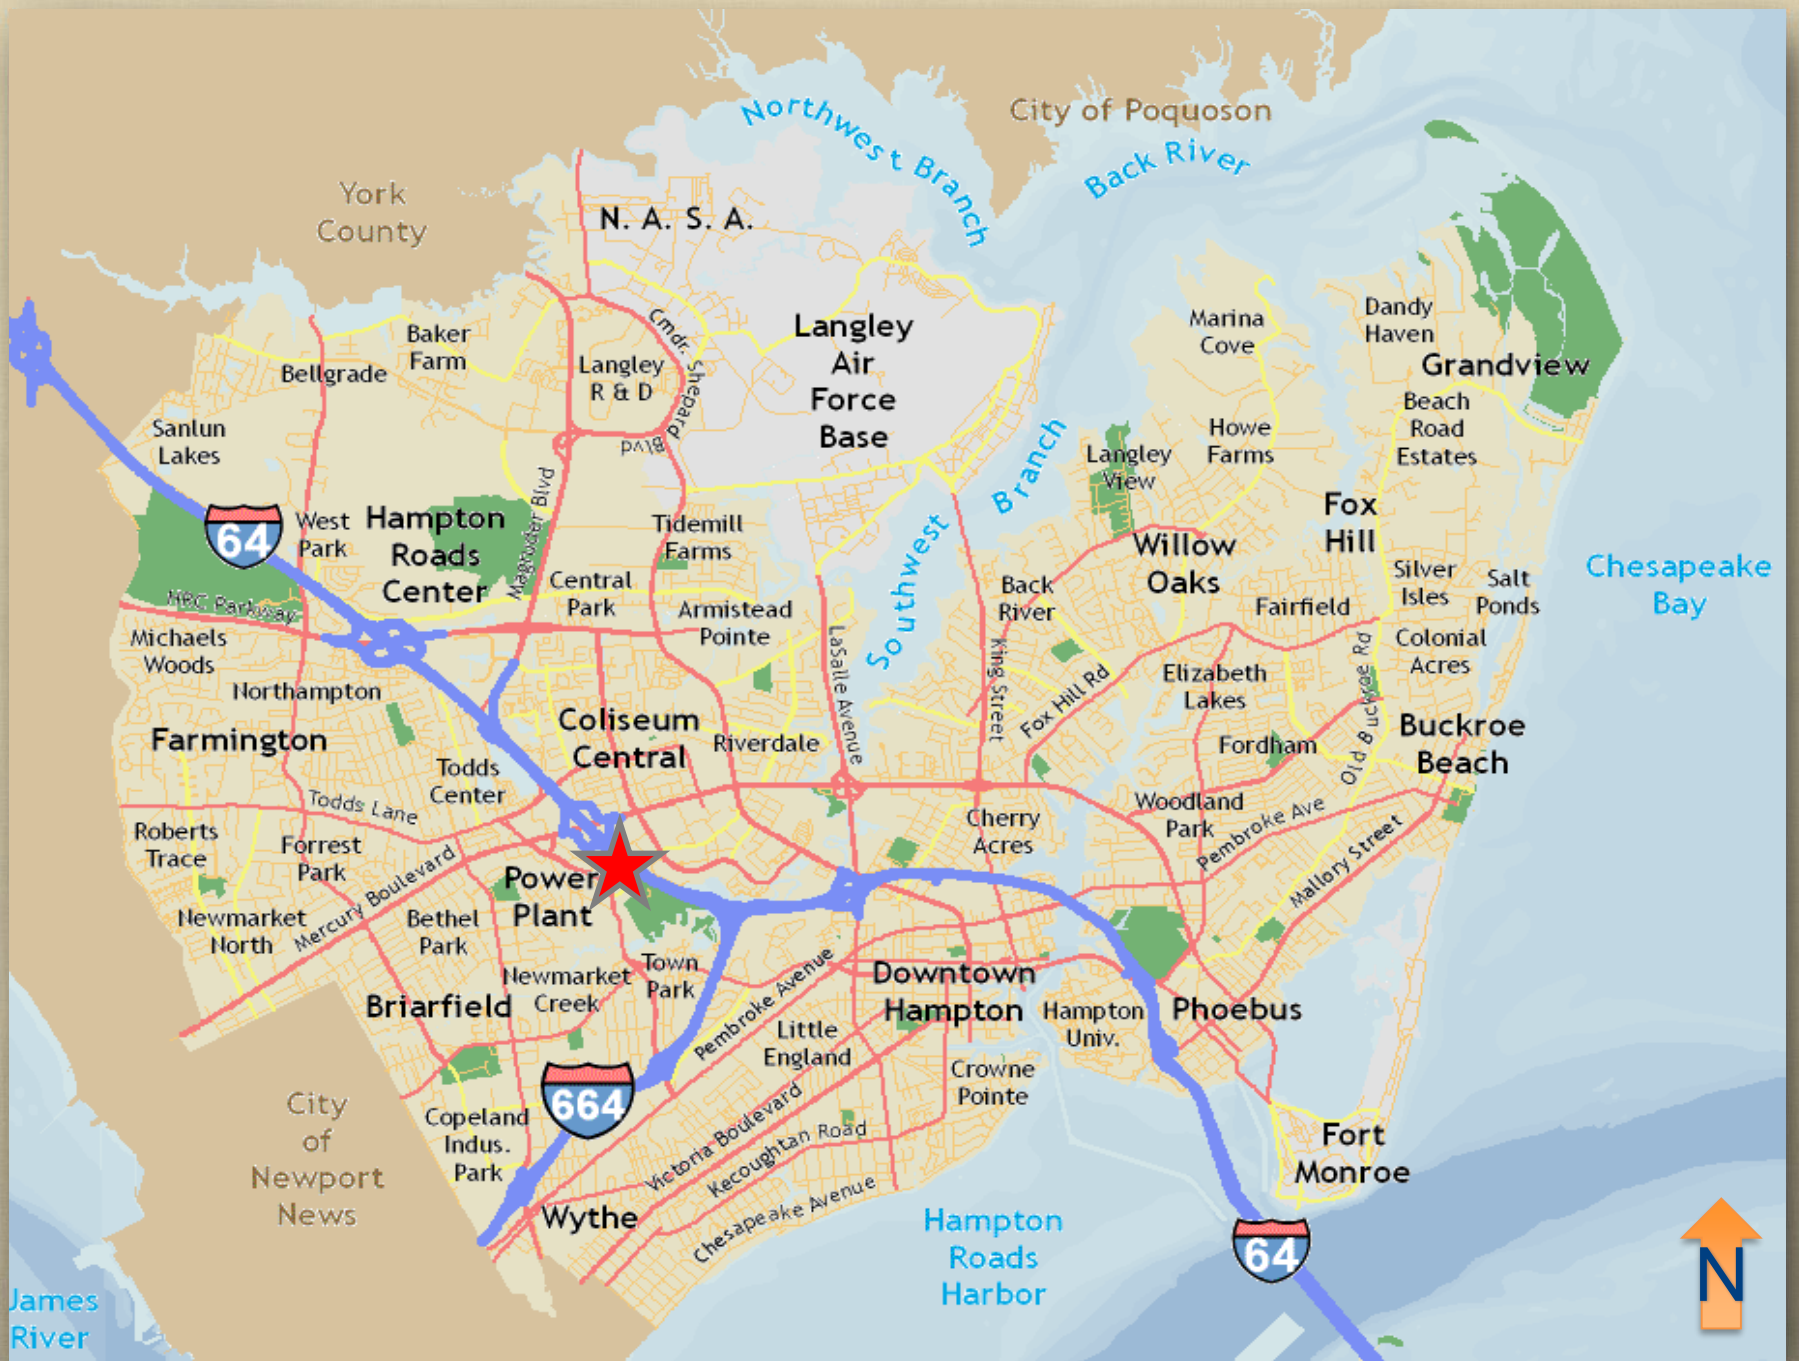 City of Poquoson
Northwest Branch
Back River
York
County
N. A. S. A.
Langley
Air
Force
Base
Marina
Cove
Dandy
Haven
Grandview
Baker
Farm
Bellgrade
Langley
R & D
Cmdr. Shepard Blvd
Beach
Road
Estates
Sanlun
Lakes
Howe
Farms
Langley
View
Southwest Branch
64
West
Park
Hampton
Roads
Center
Magruder Blvd
Tidemill
Farms
Fox
Hill
Willow
Oaks
Silver
Isles
Salt
Ponds
Chesapeake
Bay
Central
Park
Back
River
Fairfield
HRC Parkway
Armistead
Pointe
Michaels
Woods
Colonial
Acres
Northampton
LaSalle Avenue
King Street
Fox Hill Rd
Elizabeth
Lakes
Old Buckroe Rd
Farmington
Coliseum
Central
Riverdale
Fordham
Buckroe
Beach
Todds
Center
Todds Lane
Woodland
Park
Pembroke Ave
Cherry
Acres
Roberts
Trace
Forrest
Park
Mercury Boulevard
Mallory Street
Power
Plant
Newmarket
North
Bethel
Park
Newmarket
Creek
Town
Park
Pembroke Avenue
Downtown
Hampton
Briarfield
Hampton
Univ.
Phoebus
Little
England
Crowne
Pointe
664
City
of
Newport
News
Copeland
Indus.
Park
Victoria Boulevard
Kecoughtan Road
Chesapeake Avenue
Fort
Monroe
Wythe
Hampton
Roads
Harbor
64
N
James
River